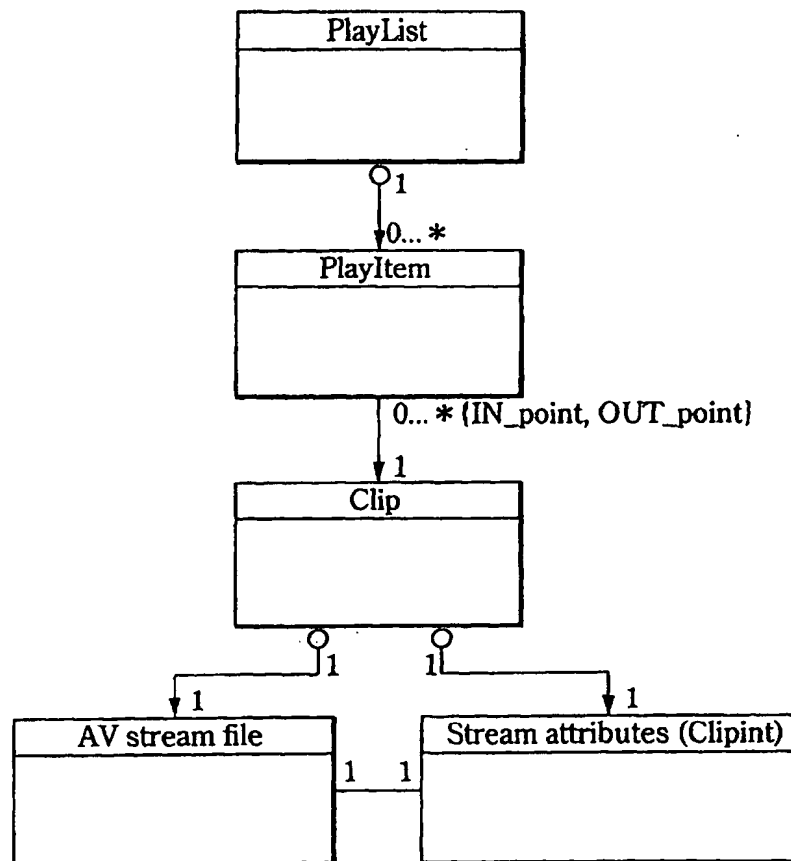 PlayList
1
0... *
PlayItem
0... * {IN_point, OUT_point}
1
Clip
1 1
1 1
AV stream file Stream attributes (Clipint)
1 1